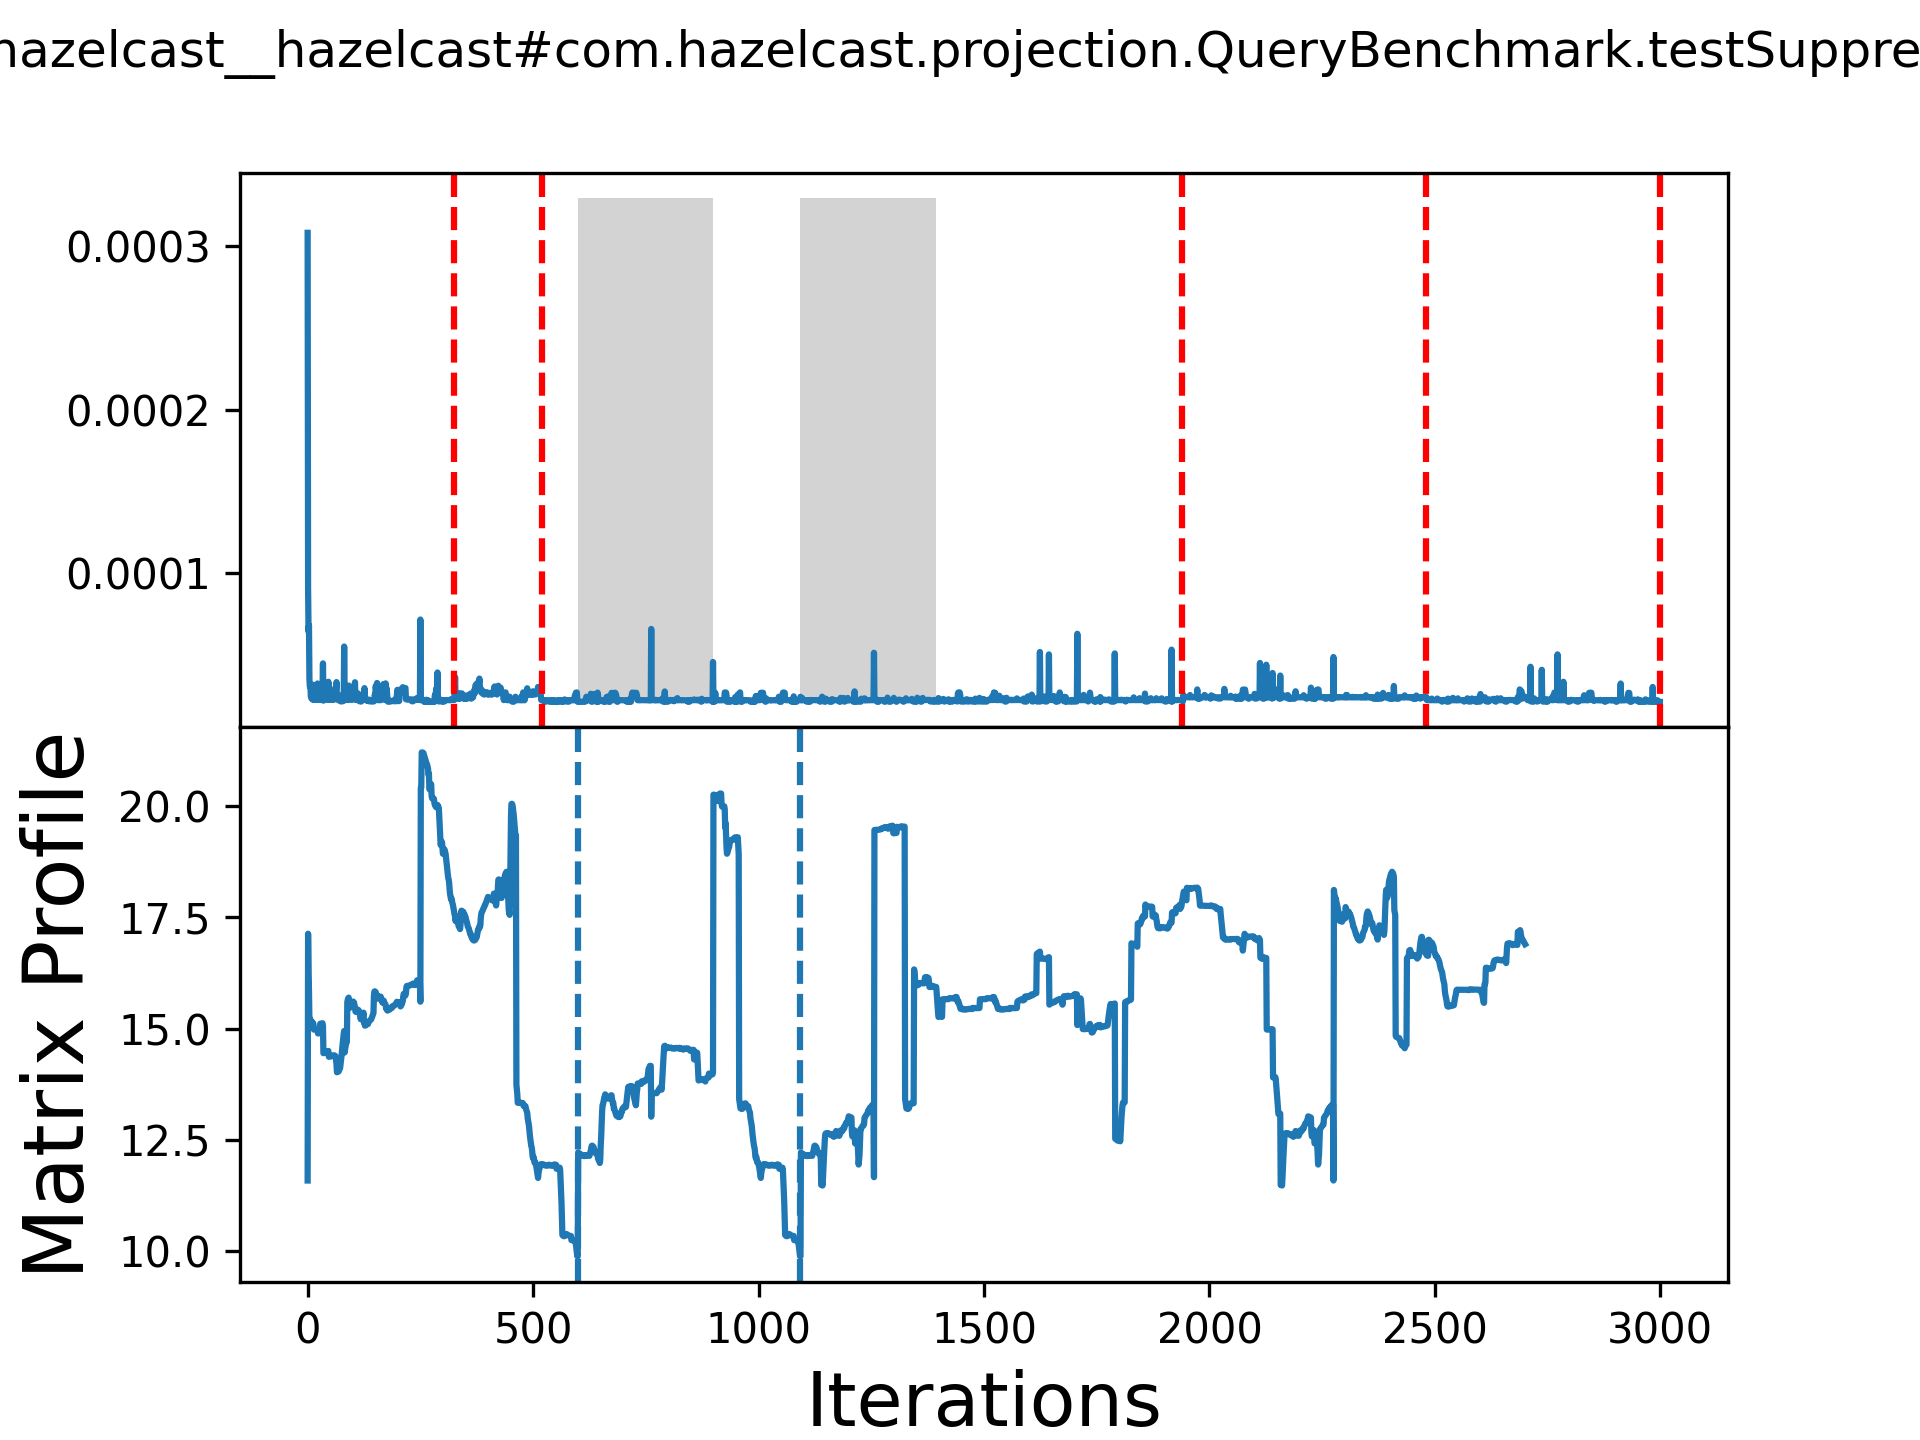 hazelcast__hazelcast#com.hazelcast.projection.QueryBenchmark.testSuppre
0.0003
0.0002
0.0001
Matrix Profile
20.0
17.5
15.0
12.5
10.0
0 500 1000 1500 2000 2500 3000
Iterations